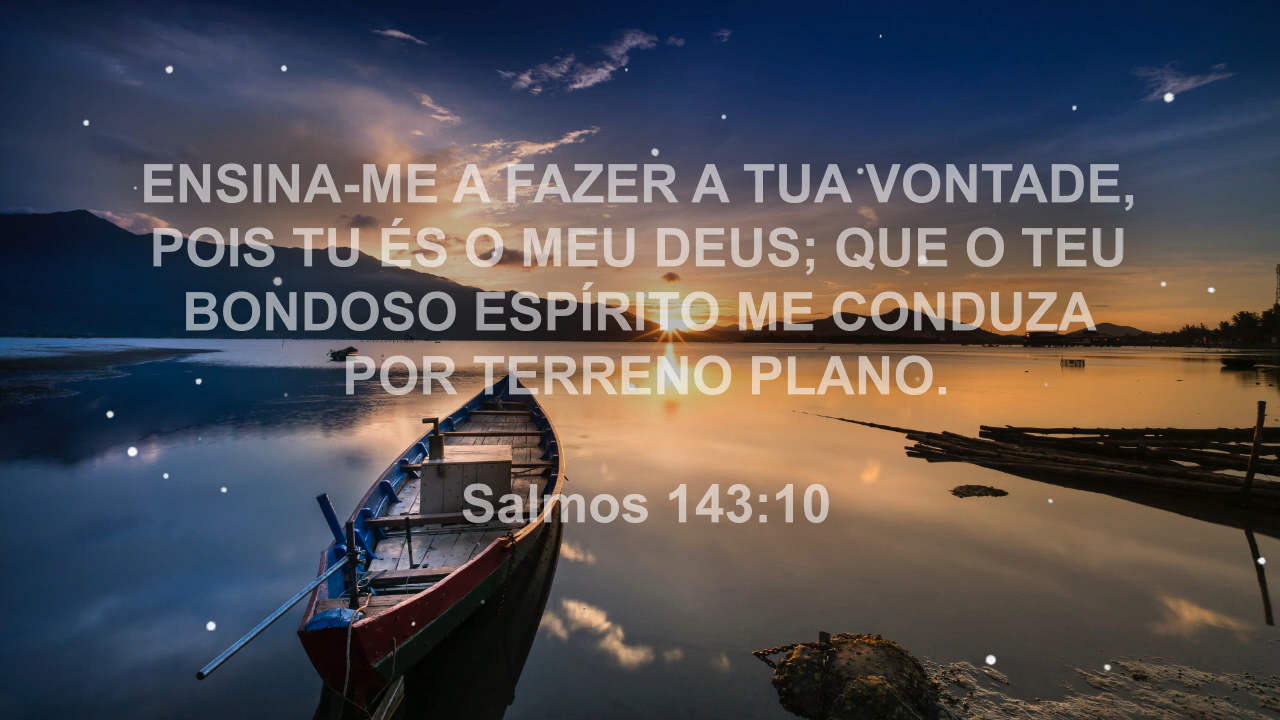 ENSINA-ME A FAZER A TUA VONTADE,
POIS TU ÉS O MEU DEUS; QUE O TEU
BONDOSO ESPÍRITO ME CONDUZA
POR TERRENO PLANO.
Salmos 143:10